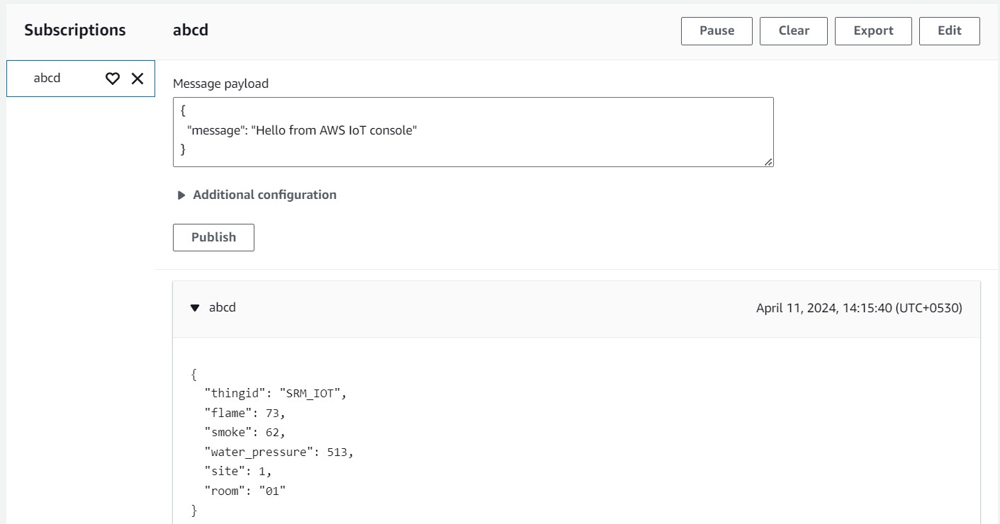 Subscriptions
abcd
Pause
Clear
Export
Edit
abcd
Message payload
{
"message": "Hello from AWS IoT console"
}
Additional configuration
Publish
abcd
April 11, 2024, 14:15:40 (UTC+0530)
{
"thingid": "SRM_IOT",
"flame": 73,
"smoke": 62,
"water_pressure": 513,
"site": 1,
"room": "01"
}